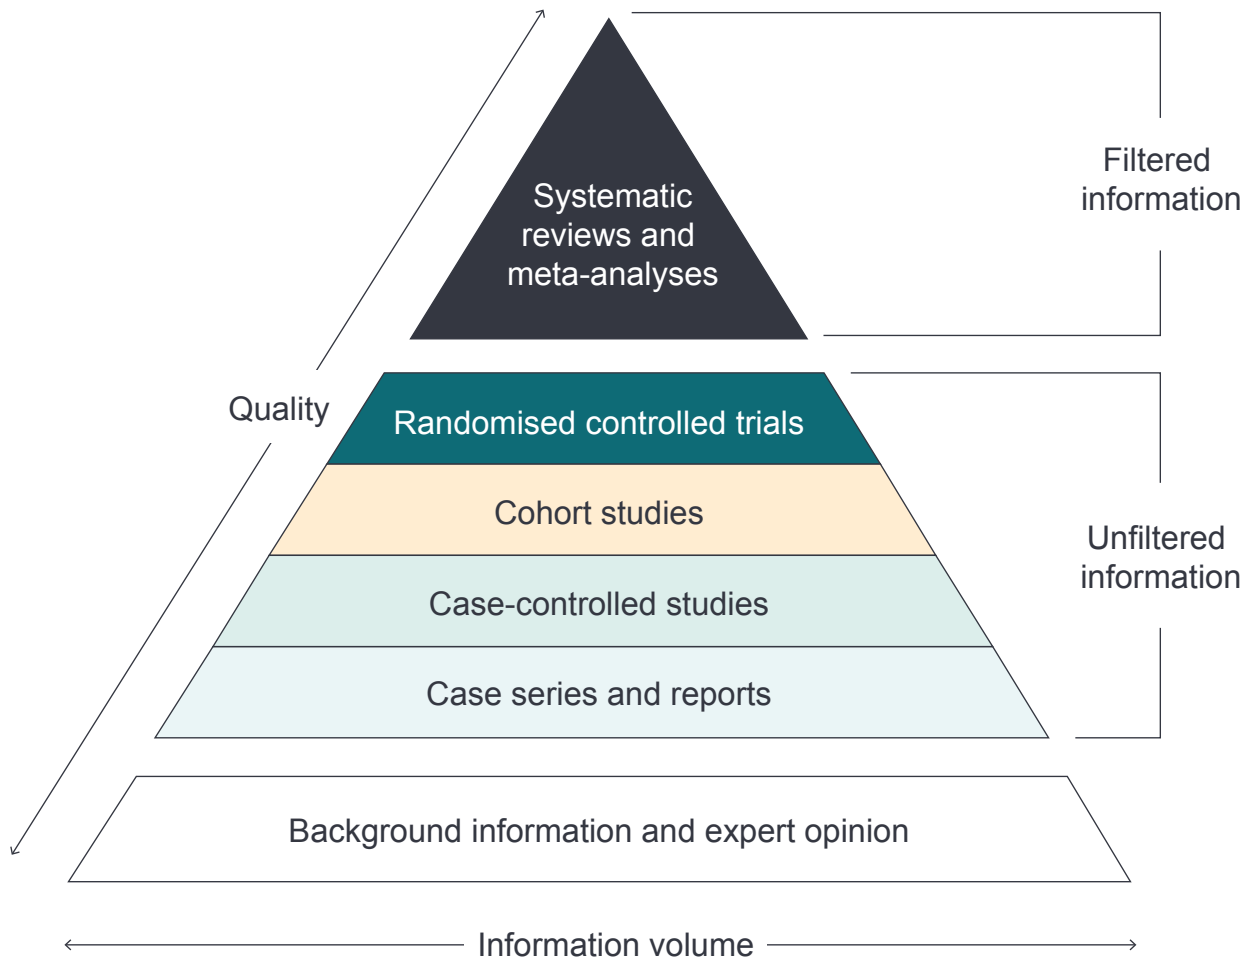 Systematic
reviews and
meta-analyses
Filtered
information
Quality
Randomised controlled trials
Cohort studies
Unfiltered
information
Case-controlled studies
Case series and reports
Background information and expert opinion
Information volume